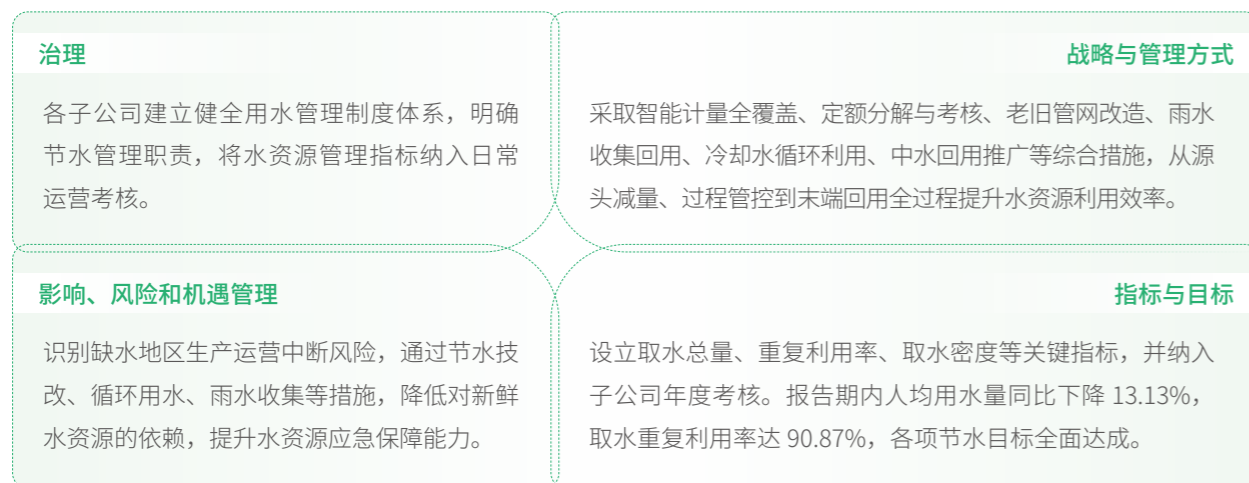 治理
各子公司建立健全用水管理制度体系，明确
节水管理职责，将水资源管理指标纳入日常
运营考核。
战略与管理方式
采取智能计量全覆盖、定额分解与考核、老旧管网改造、雨水
收集回用、冷却水循环利用、中水回用推广等综合措施，从源
头减量、过程管控到末端回用全过程提升水资源利用效率。
影响、风险和机遇管理
识别缺水地区生产运营中断风险，通过节水技
改、循环用水、雨水收集等措施，降低对新鲜
水资源的依赖，提升水资源应急保障能力。
指标与目标
设立取水总量、重复利用率、取水密度等关键指标，并纳入
子公司年度考核。报告期内人均用水量同比下降 13.13%，
取水重复利用率达 90.87%，各项节水目标全面达成。